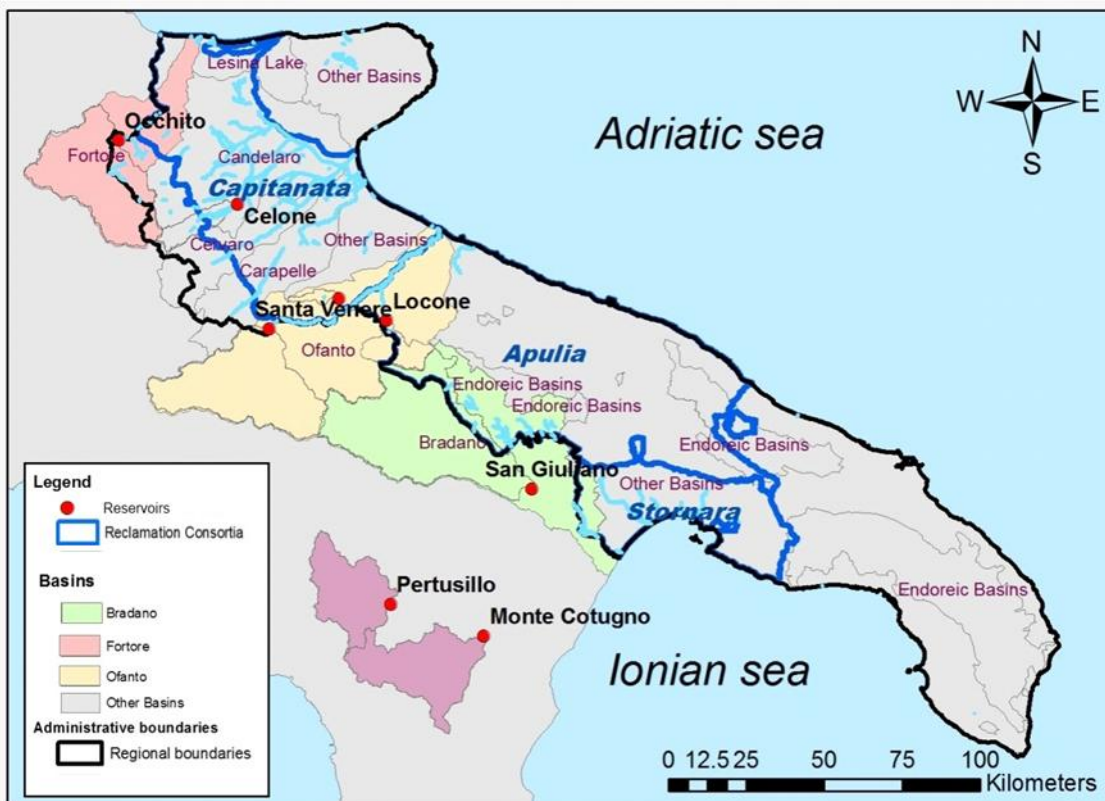 N
W E
S
Lesina Lake
Other Basins
Adriatic sea
Occhito
Fortore
Candelaro
Capitanata
Celone
Cervaro
Other Basins
Carapelle
Santa Venere
Locone
Ofanto
Apulia
Endoreic Basins
Endoreic Basins
Bradano
Endoreic Basins
San Giuliano
Other Basins
Stornara
Pertusillo
Endoreic Basins
Monte Cotugno
Ionian sea
Legend
Reservoirs
Reclamation Consortia
Basins
Bradano
Fortore
Ofanto
Other Basins
Administrative boundaries
Regional boundaries
0 12.5 25 50 75 100
Kilometers